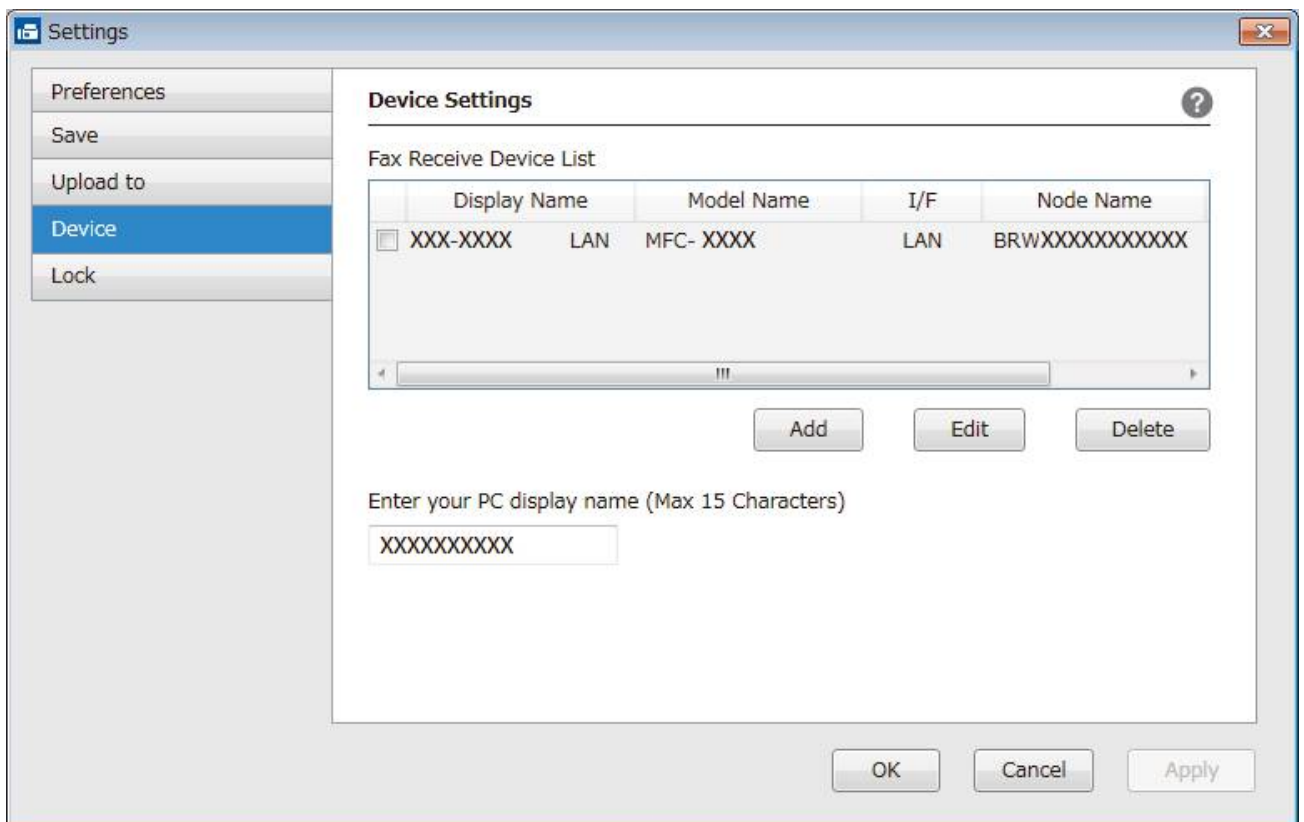 Settings
Preferences
Save
Upload to
Device
Lock
Device Settings
?
Fax Receive Device List
Display Name Model Name I/F Node Name
XXX-XXXX LAN MFC- XXXX LAN BRWXXXXXXXXXXX
Add Edit Delete
Enter your PC display name (Max 15 Characters)
XXXXXXXXXX
OK Cancel Apply